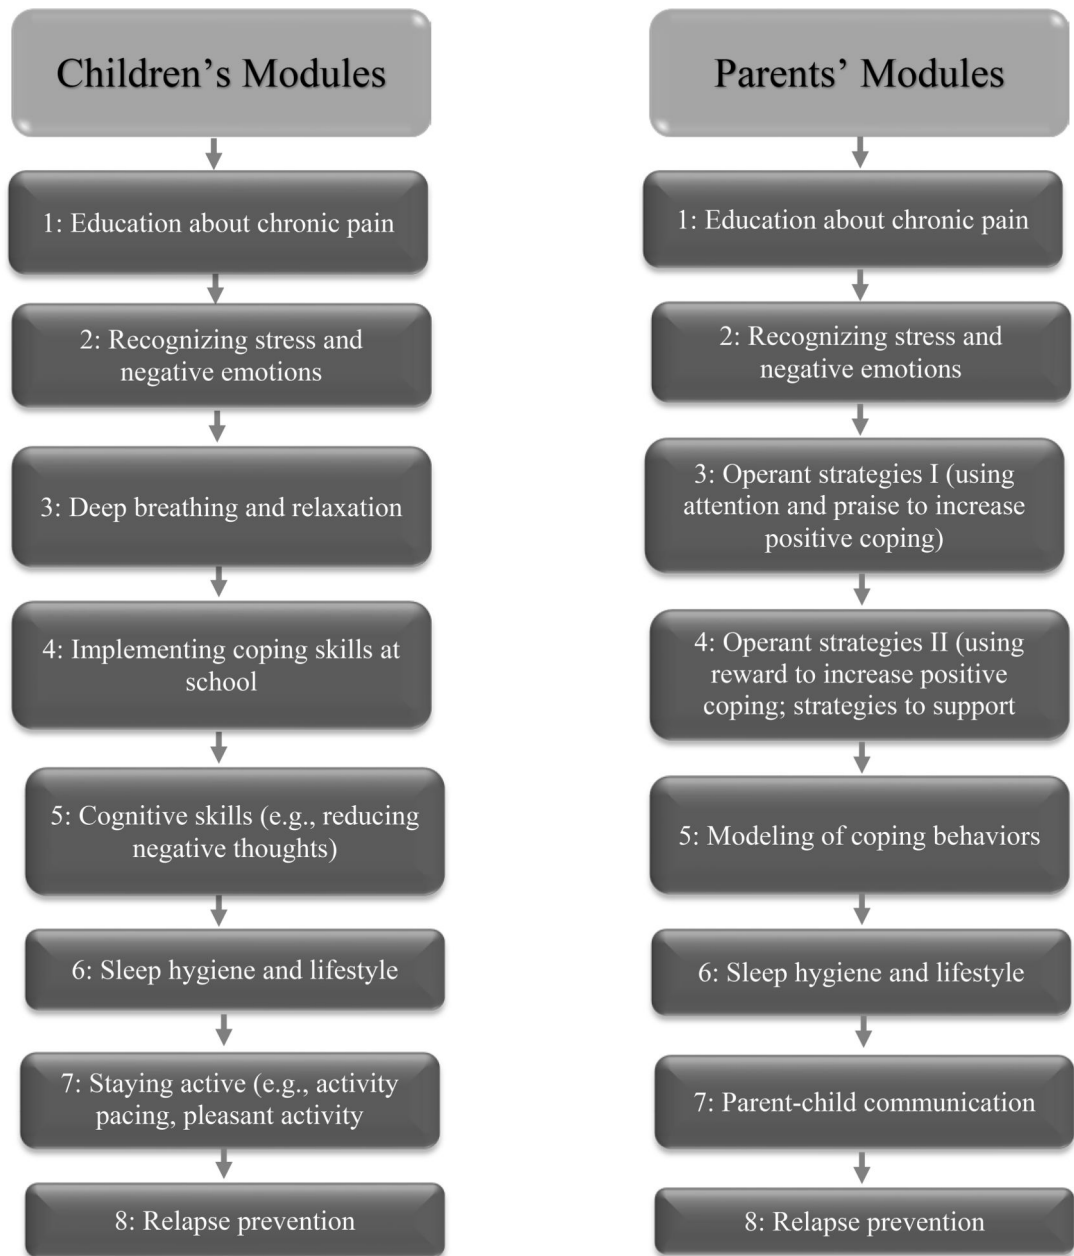 Children’s Modules
1: Education about chronic pain
2: Recognizing stress and
negative emotions
3: Deep breathing and relaxation
4: Implementing coping skills at
school
5: Cognitive skills (e.g., reducing
negative thoughts)
6: Sleep hygiene and lifestyle
7: Staying active (e.g., activity
pacing, pleasant activity
8: Relapse prevention
Parents’ Modules
1: Education about chronic pain
2: Recognizing stress and
negative emotions
3: Operant strategies I (using
attention and praise to increase
positive coping)
4: Operant strategies II (using
reward to increase positive
coping; strategies to support
5: Modeling of coping behaviors
6: Sleep hygiene and lifestyle
7: Parent-child communication
8: Relapse prevention